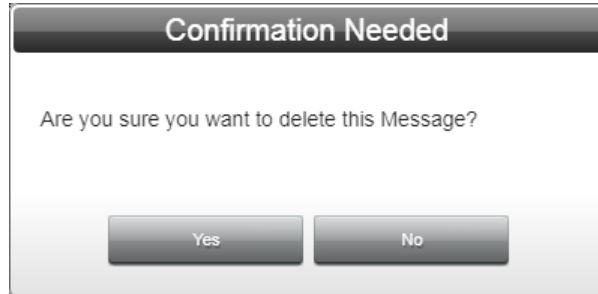 Confirmation Needed
Are you sure you want to delete this Message?
Yes
No